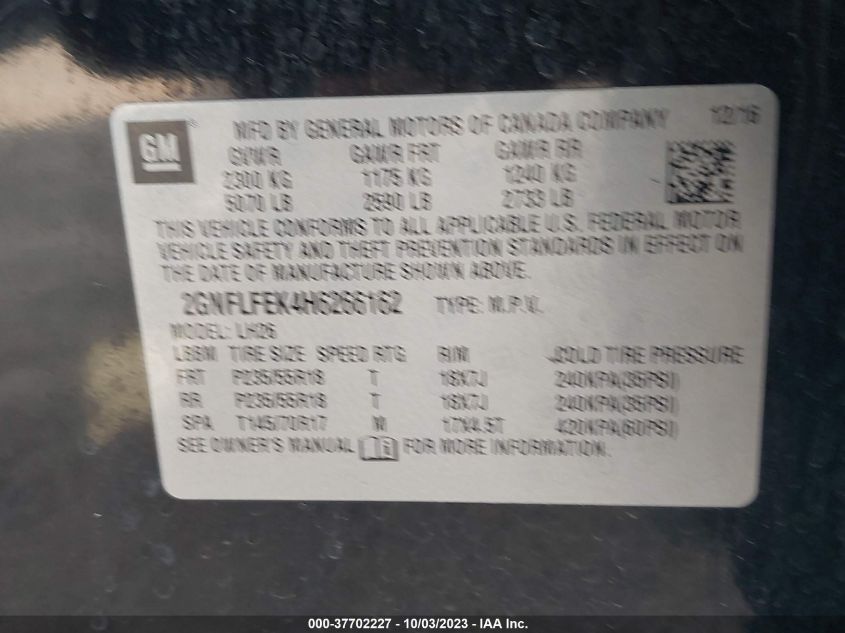 GM
®
MFD BY GENERAL MOTORS OF CANADA COMPANY 12/16
GVWR GAWR FRT GAWR RR
2300 KG 1175 KG 1240 KG
5070 LB 2590 LB 2733 LB
THIS VEHICLE CONFORMS TO ALL APPLICABLE U.S. FEDERAL MOTOR
VEHICLE SAFETY AND THEFT PREVENTION STANDARDS IN EFFECT ON
THE DATE OF MANUFACTURE SHOWN ABOVE.
2GNFLFEK4H6266162 TYPE: M.P.V.
MODEL: LH26
TIRE SIZE SPEED RTG RIM COLD TIRE PRESSURE
FRT P235/55R18 T 18X7J 240KPA(35PSI)
RR P235/55R18 T 18X7J 240KPA(35PSI)
SPA T145/70R17 M 17X4.5T 420KPA(60PSI)
SEE OWNER'S MANUAL i FOR MORE INFORMATION.
000-37702227 - 10/03/2023 - IAA Inc.